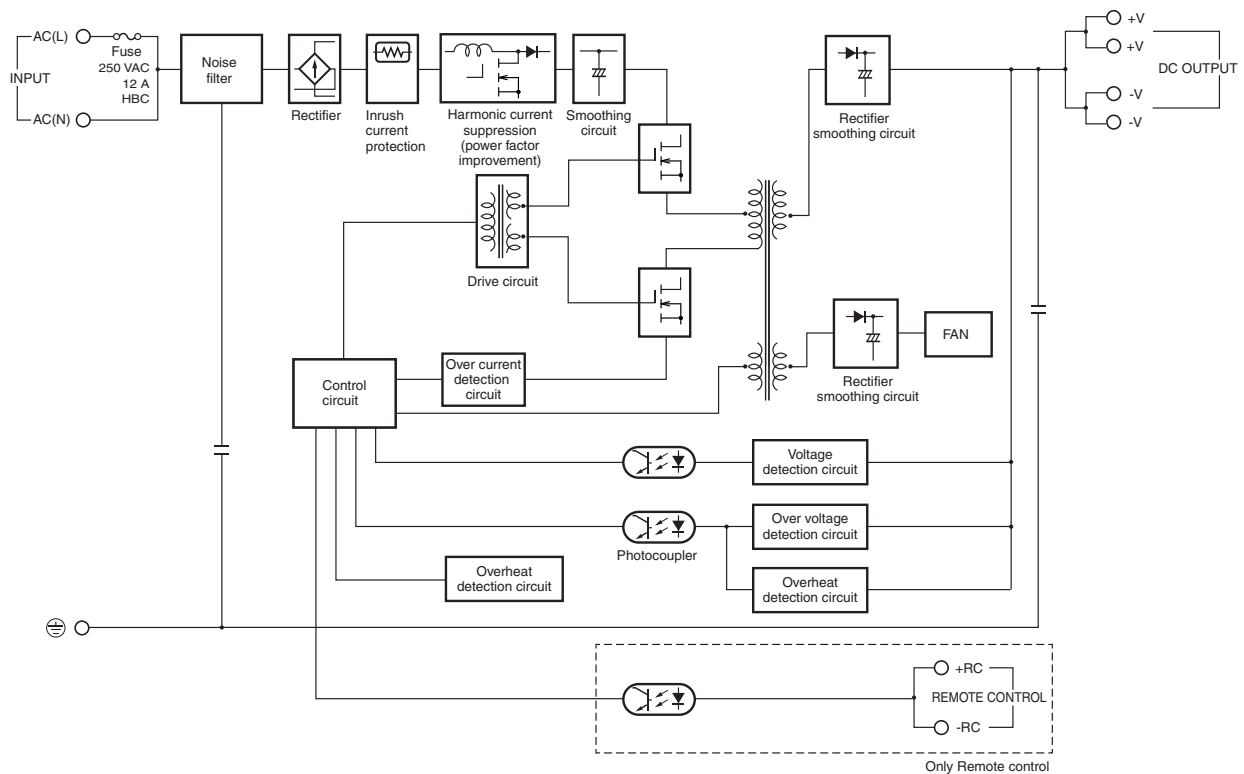 AC(L)
Fuse
250 VAC
12 A
HBC
INPUT
AC(N)
Noise
filter
Rectifier
Inrush
current
protection
Harmonic current
suppression
(power factor
improvement)
Smoothing
circuit
Rectifier
smoothing circuit
+V
+V
DC OUTPUT
-V
-V
Drive circuit
Control
circuit
Over current
detection
circuit
Rectifier
smoothing circuit
FAN
Voltage
detection circuit
Over voltage
detection circuit
Photocoupler
Overheat
detection circuit
Overheat
detection circuit
+RC
REMOTE CONTROL
-RC
Only Remote control